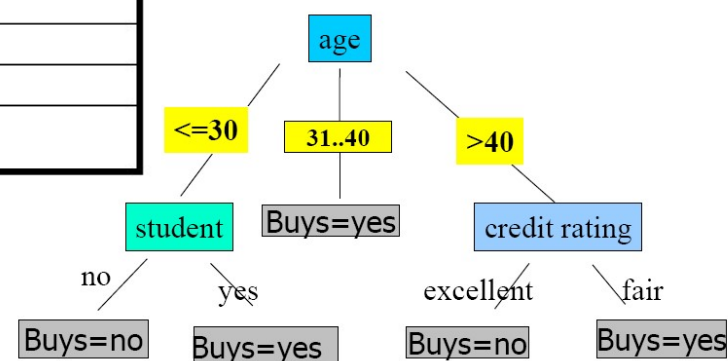 age
<=30
31..40
>40
student
Buys=yes
credit rating
no
yes
excellent
fair
Buys=no
Buys=yes
Buys=no
Buys=yes